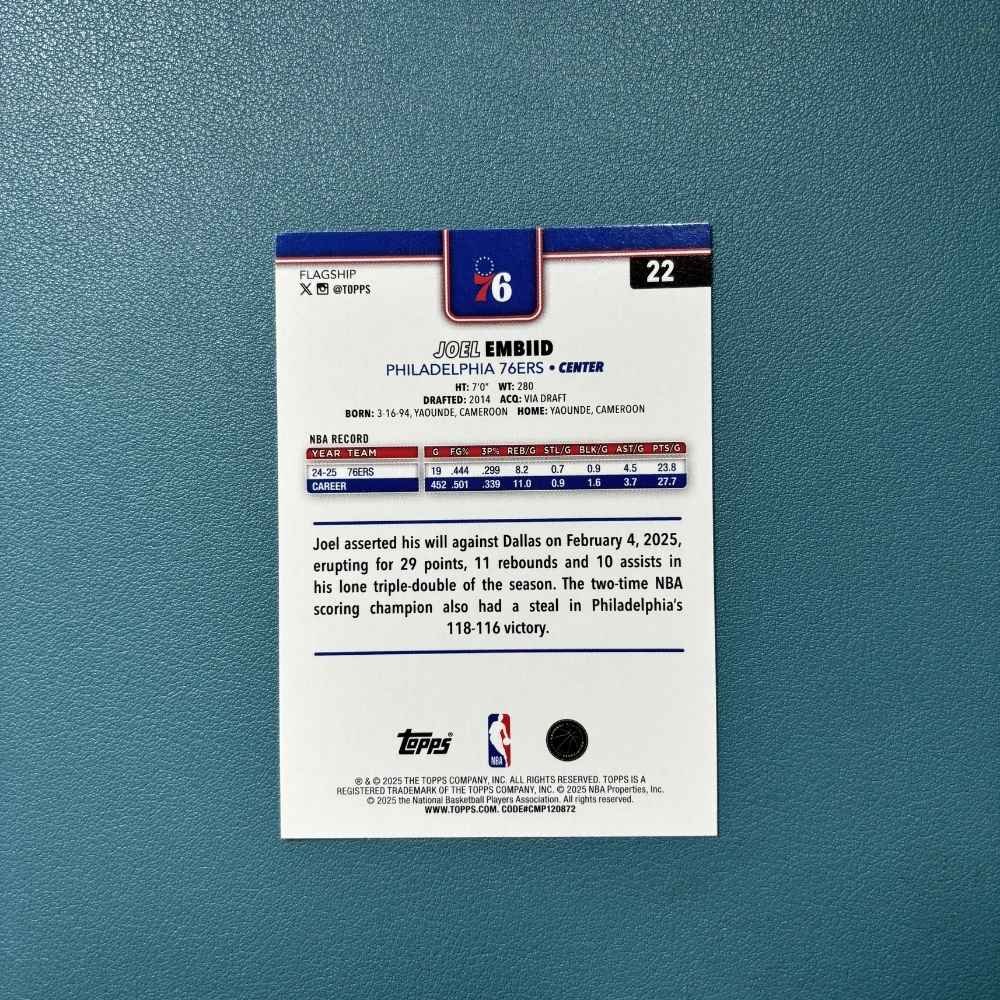 FLAGSHIP
@TOPPS
76
22
JOEL EMBIID
PHILADELPHIA 76ERS • CENTER
HT: 7'0" WT: 280
DRAFTED: 2014 ACQ: VIA DRAFT
BORN: 3-16-94, YAOUNDE, CAMEROON HOME: YAOUNDE, CAMEROON
NBA RECORD
YEAR TEAM G FG% 3P% REB/G STL/G BLK/G AST/G PTS/G
24-25 76ERS 19 .444 .299 8.2 0.7 0.9 4.5 23.8
CAREER 452 .501 .339 11.0 0.9 1.6 3.7 27.7
Joel asserted his will against Dallas on February 4, 2025,
erupting for 29 points, 11 rebounds and 10 assists in
his lone triple-double of the season. The two-time NBA
scoring champion also had a steal in Philadelphia's
118-116 victory.
topps®
NBA
® & © 2025 THE TOPPS COMPANY, INC. ALL RIGHTS RESERVED. TOPPS IS A
REGISTERED TRADEMARK OF THE TOPPS COMPANY, INC. © 2025 NBA Properties, Inc.
© 2025 the National Basketball Players Association. All rights reserved.
WWW.TOPPS.COM. CODE#CMP120872